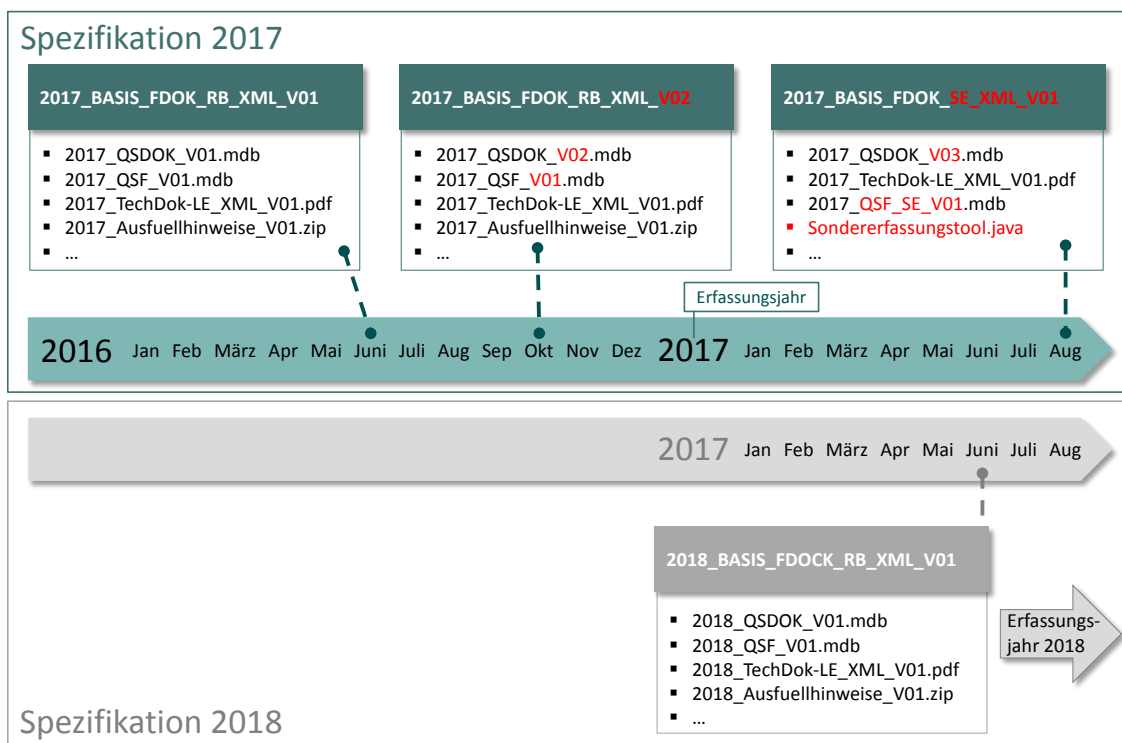 Spezifikation 2017
2017_BASIS_FDOK_RB_XML_V01
2017_QSDOK_V01.mdb
2017_QSF_V01.mdb
2017_TechDok-LE_XML_V01.pdf
2017_Ausfuellhinweise_V01.zip
...
2017_BASIS_FDOK_RB_XML_V02
2017_QSDOK_V02.mdb
2017_QSF_V01.mdb
2017_TechDok-LE_XML_V01.pdf
2017_Ausfuellhinweise_V01.zip
...
2017_BASIS_FDOK_SE_XML_V01
2017_QSDOK_V03.mdb
2017_TechDok-LE_XML_V01.pdf
2017_QSF_SE_V01.mdb
Sondererfassungstool.java
...
Erfassungsjahr
2016 Jan Feb März Apr Mai Juni Juli Aug Sep Okt Nov Dez 2017 Jan Feb März Apr Mai Juni Juli Aug
2017 Jan Feb März Apr Mai Juni Juli Aug
2018_BASIS_FDOCK_RB_XML_V01
2018_QSDOK_V01.mdb
2018_QSF_V01.mdb
2018_TechDok-LE_XML_V01.pdf
2018_Ausfuellhinweise_V01.zip
...
Erfassungs-
jahr 2018
Spezifikation 2018